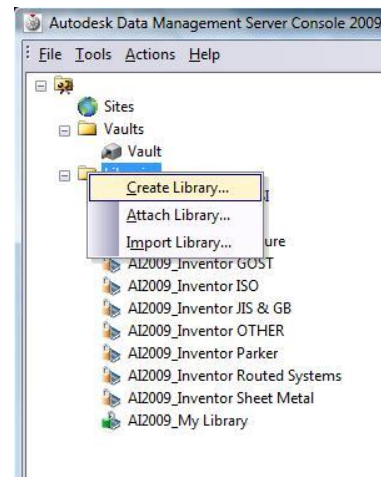 Autodesk Data Management Server Console 2009
File Tools Actions Help
Sites
Vaults
Vault
Create Library...
Attach Library...
Import Library...
AI2009_Inventor GOST
AI2009_Inventor ISO
AI2009_Inventor JIS & GB
AI2009_Inventor OTHER
AI2009_Inventor Parker
AI2009_Inventor Routed Systems
AI2009_Inventor Sheet Metal
AI2009_My Library